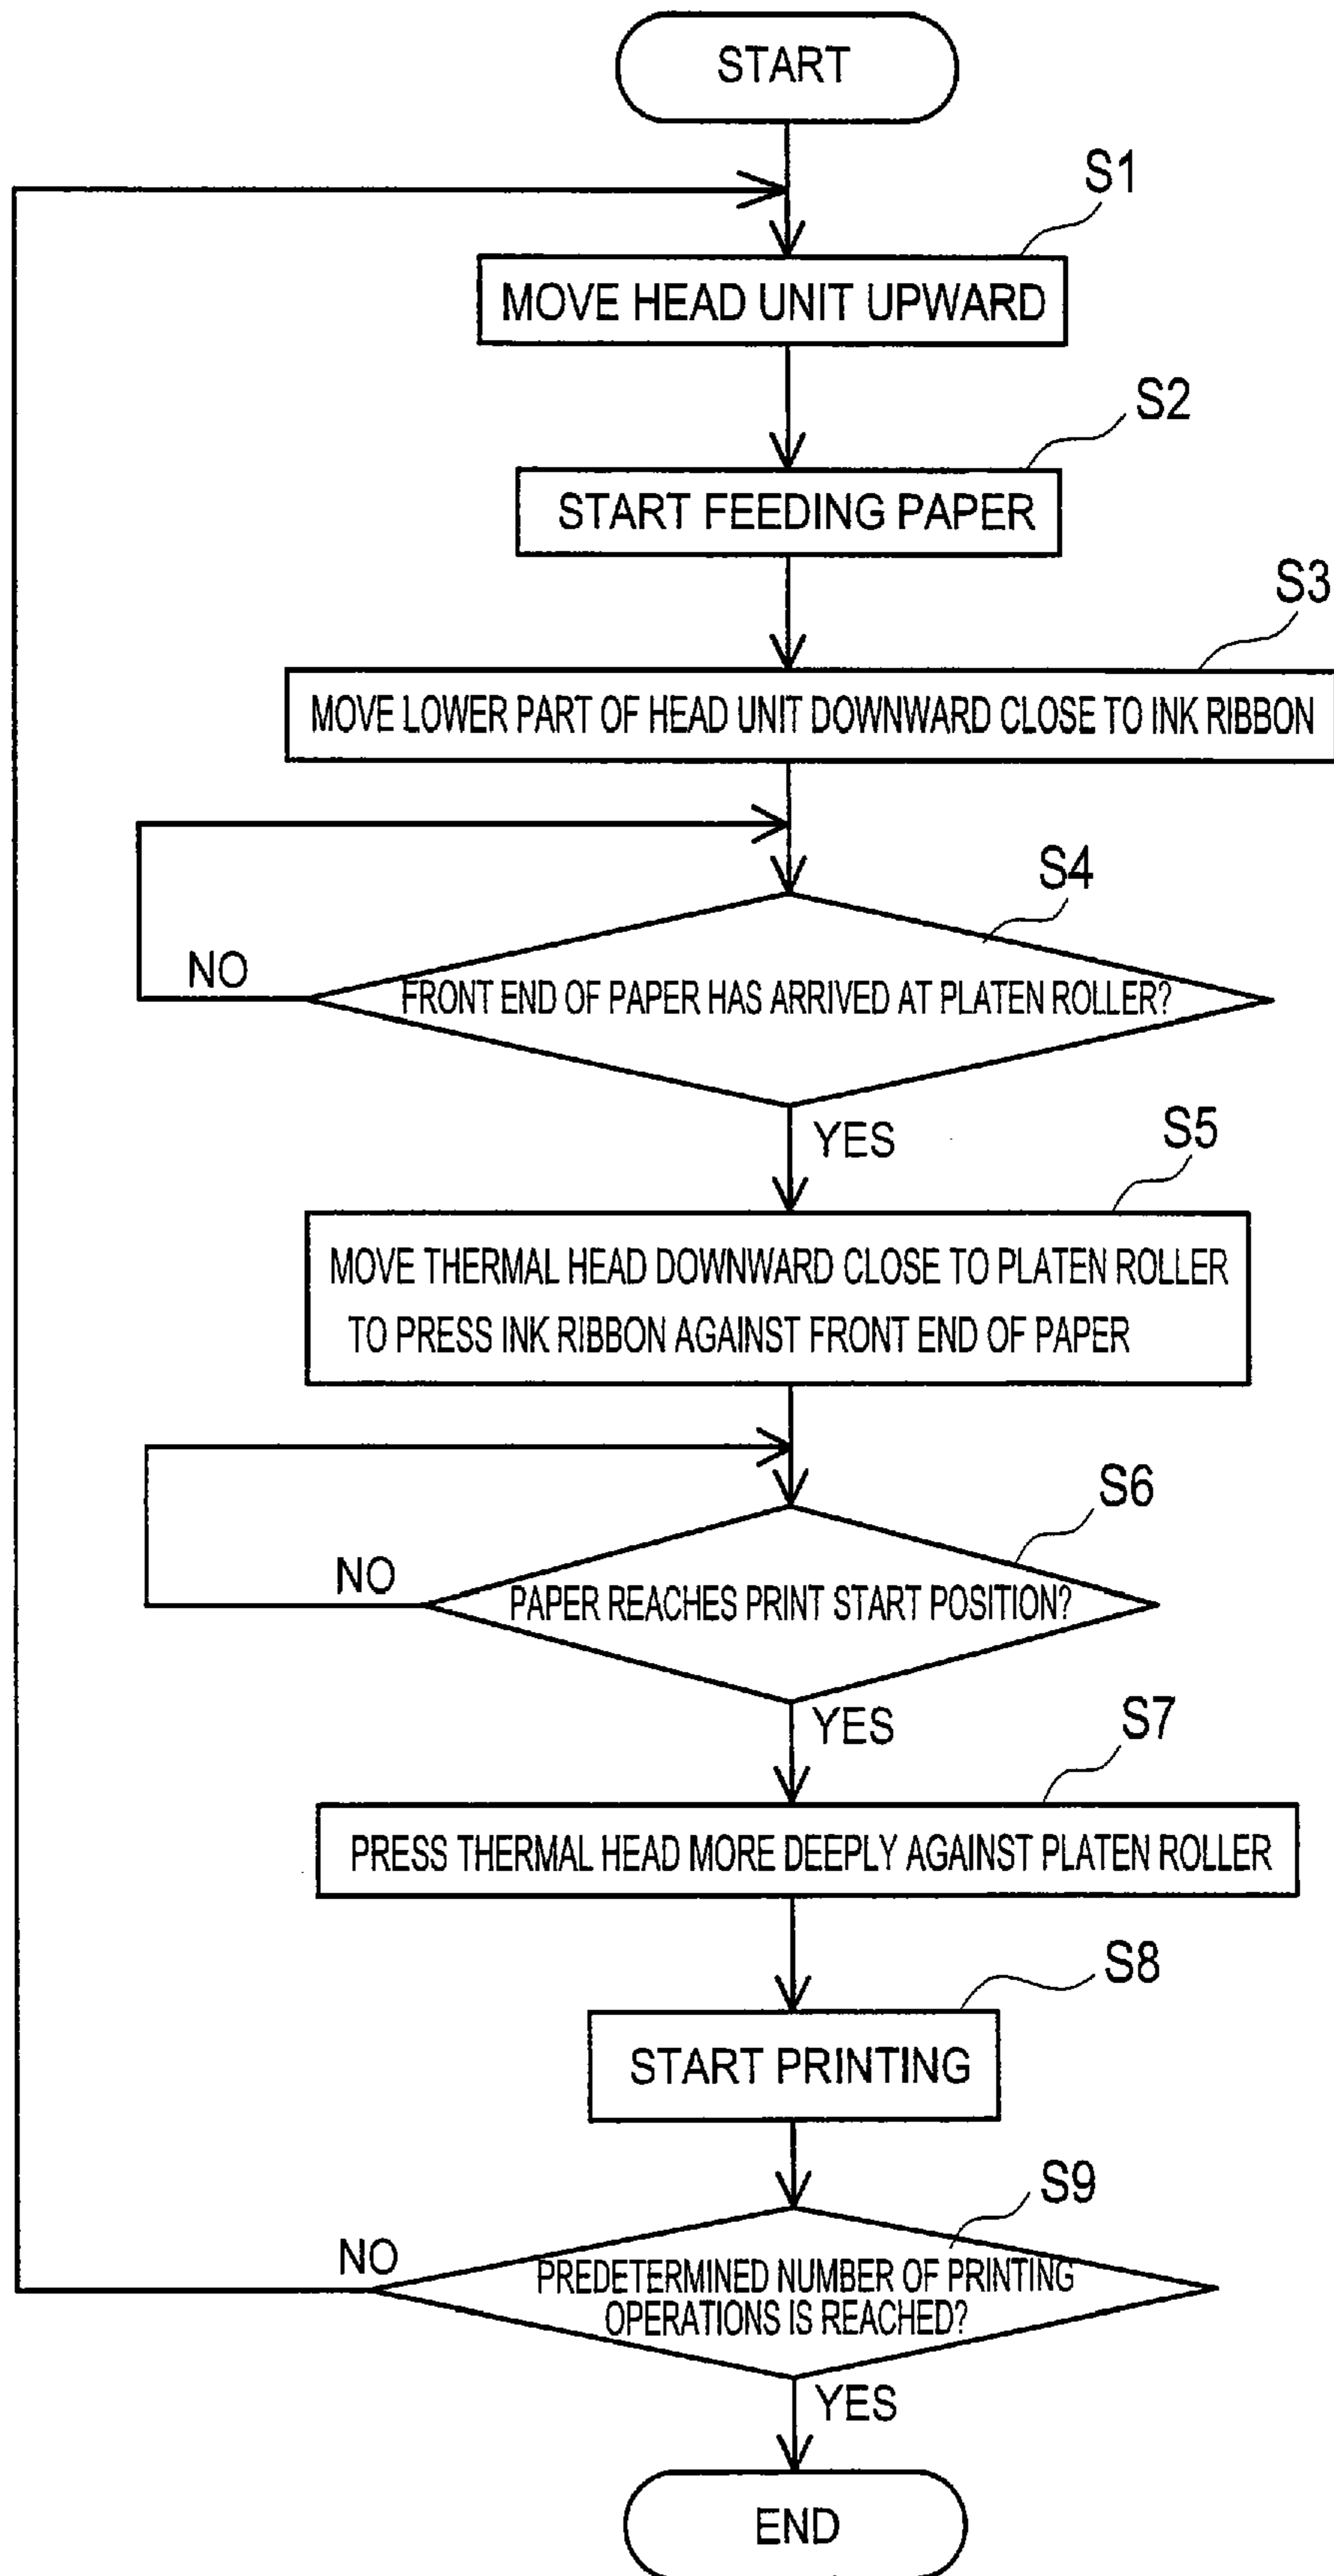 START
S1
MOVE HEAD UNIT UPWARD
S2
START FEEDING PAPER
S3
MOVE LOWER PART OF HEAD UNIT DOWNWARD CLOSE TO INK RIBBON
S4
NO
FRONT END OF PAPER HAS ARRIVED AT PLATEN ROLLER?
YES
S5
MOVE THERMAL HEAD DOWNWARD CLOSE TO PLATEN ROLLER
TO PRESS INK RIBBON AGAINST FRONT END OF PAPER
S6
NO
PAPER REACHES PRINT START POSITION?
YES
S7
PRESS THERMAL HEAD MORE DEEPLY AGAINST PLATEN ROLLER
S8
START PRINTING
S9
NO
PREDETERMINED NUMBER OF PRINTING
OPERATIONS IS REACHED?
YES
END